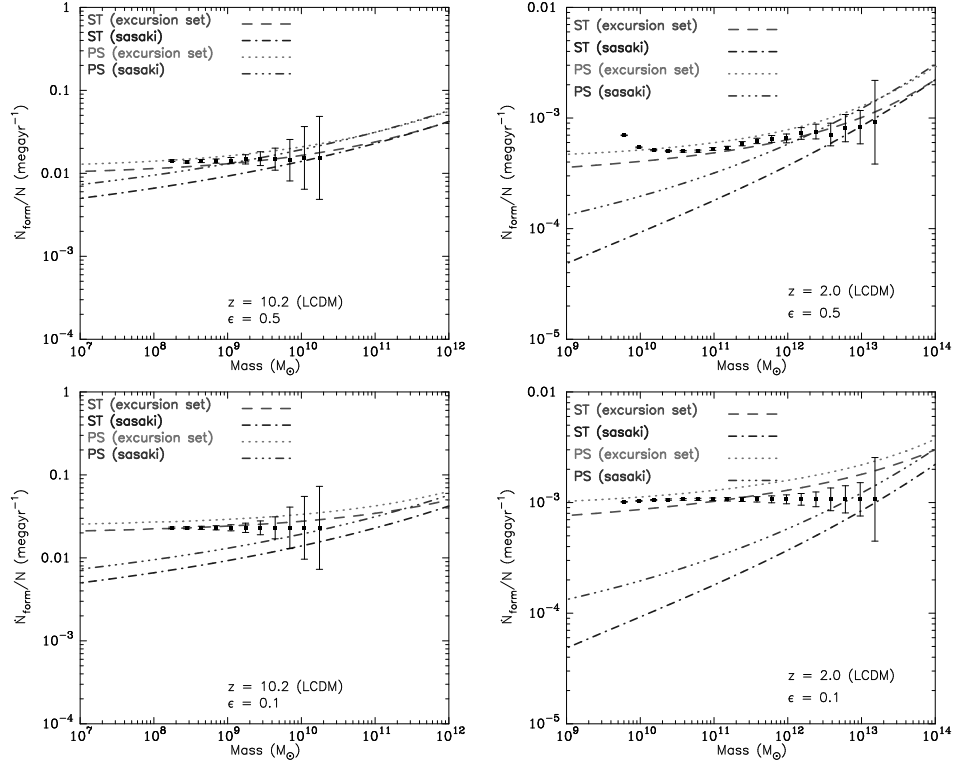 1
0.1
0.01
10⁻³
10⁻⁴
Ṅ_form/N (megayr⁻¹)
ST (excursion set)
ST (sasaki)
PS (excursion set)
PS (sasaki)
z = 10.2 (LCDM)
ϵ = 0.5
10⁷ 10⁸ 10⁹ 10¹⁰ 10¹¹ 10¹²
Mass (M☉)
0.01
10⁻³
10⁻⁴
10⁻⁵
Ṅ_form/N (megayr⁻¹)
ST (excursion set)
ST (sasaki)
PS (excursion set)
PS (sasaki)
z = 2.0 (LCDM)
ϵ = 0.5
10⁹ 10¹⁰ 10¹¹ 10¹² 10¹³ 10¹⁴
Mass (M☉)
1
0.1
0.01
10⁻³
10⁻⁴
Ṅ_form/N (megayr⁻¹)
ST (excursion set)
ST (sasaki)
PS (excursion set)
PS (sasaki)
z = 10.2 (LCDM)
ϵ = 0.1
10⁷ 10⁸ 10⁹ 10¹⁰ 10¹¹ 10¹²
Mass (M☉)
0.01
10⁻³
10⁻⁴
10⁻⁵
Ṅ_form/N (megayr⁻¹)
ST (excursion set)
ST (sasaki)
PS (excursion set)
PS (sasaki)
z = 2.0 (LCDM)
ϵ = 0.1
10⁹ 10¹⁰ 10¹¹ 10¹² 10¹³ 10¹⁴
Mass (M☉)